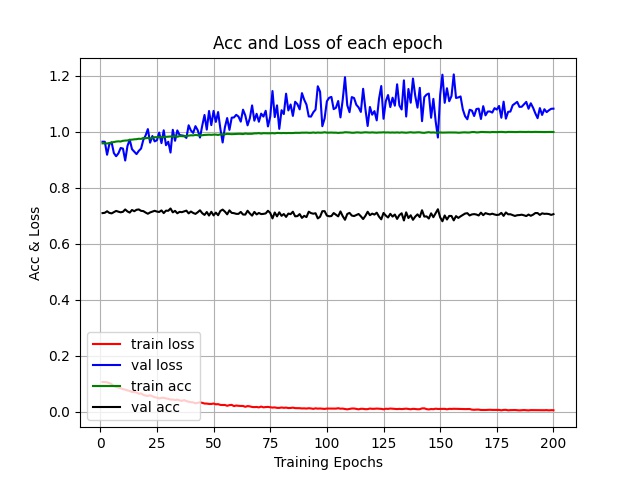 Acc and Loss of each epoch
Acc & Loss
1.2
1.0
0.8
0.6
0.4
0.2
0.0
train loss
val loss
train acc
val acc
0 25 50 75 100 125 150 175 200
Training Epochs